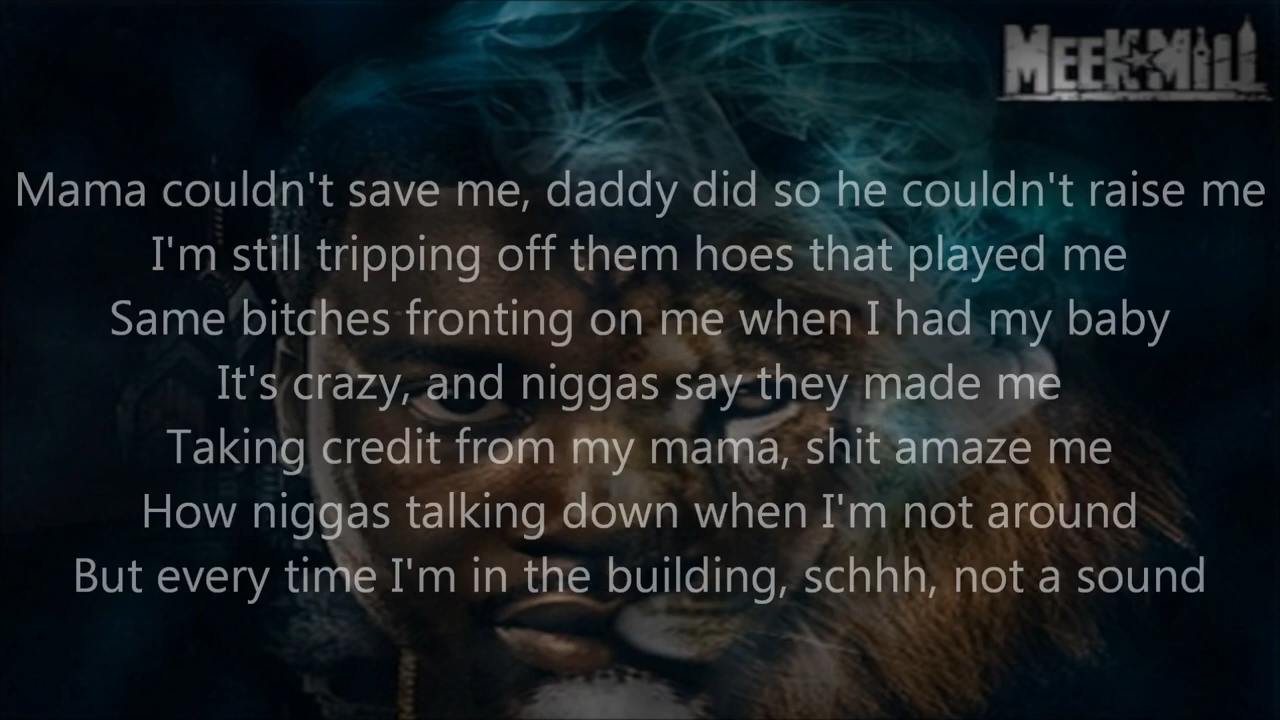 MEEK MILL
Mama couldn't save me, daddy did so he couldn't raise me
I'm still tripping off them hoes that played me
Same bitches fronting on me when I had my baby
It's crazy, and niggas say they made me
Taking credit from my mama, shit amaze me
How niggas talking down when I'm not around
But every time I'm in the building, schhh, not a sound